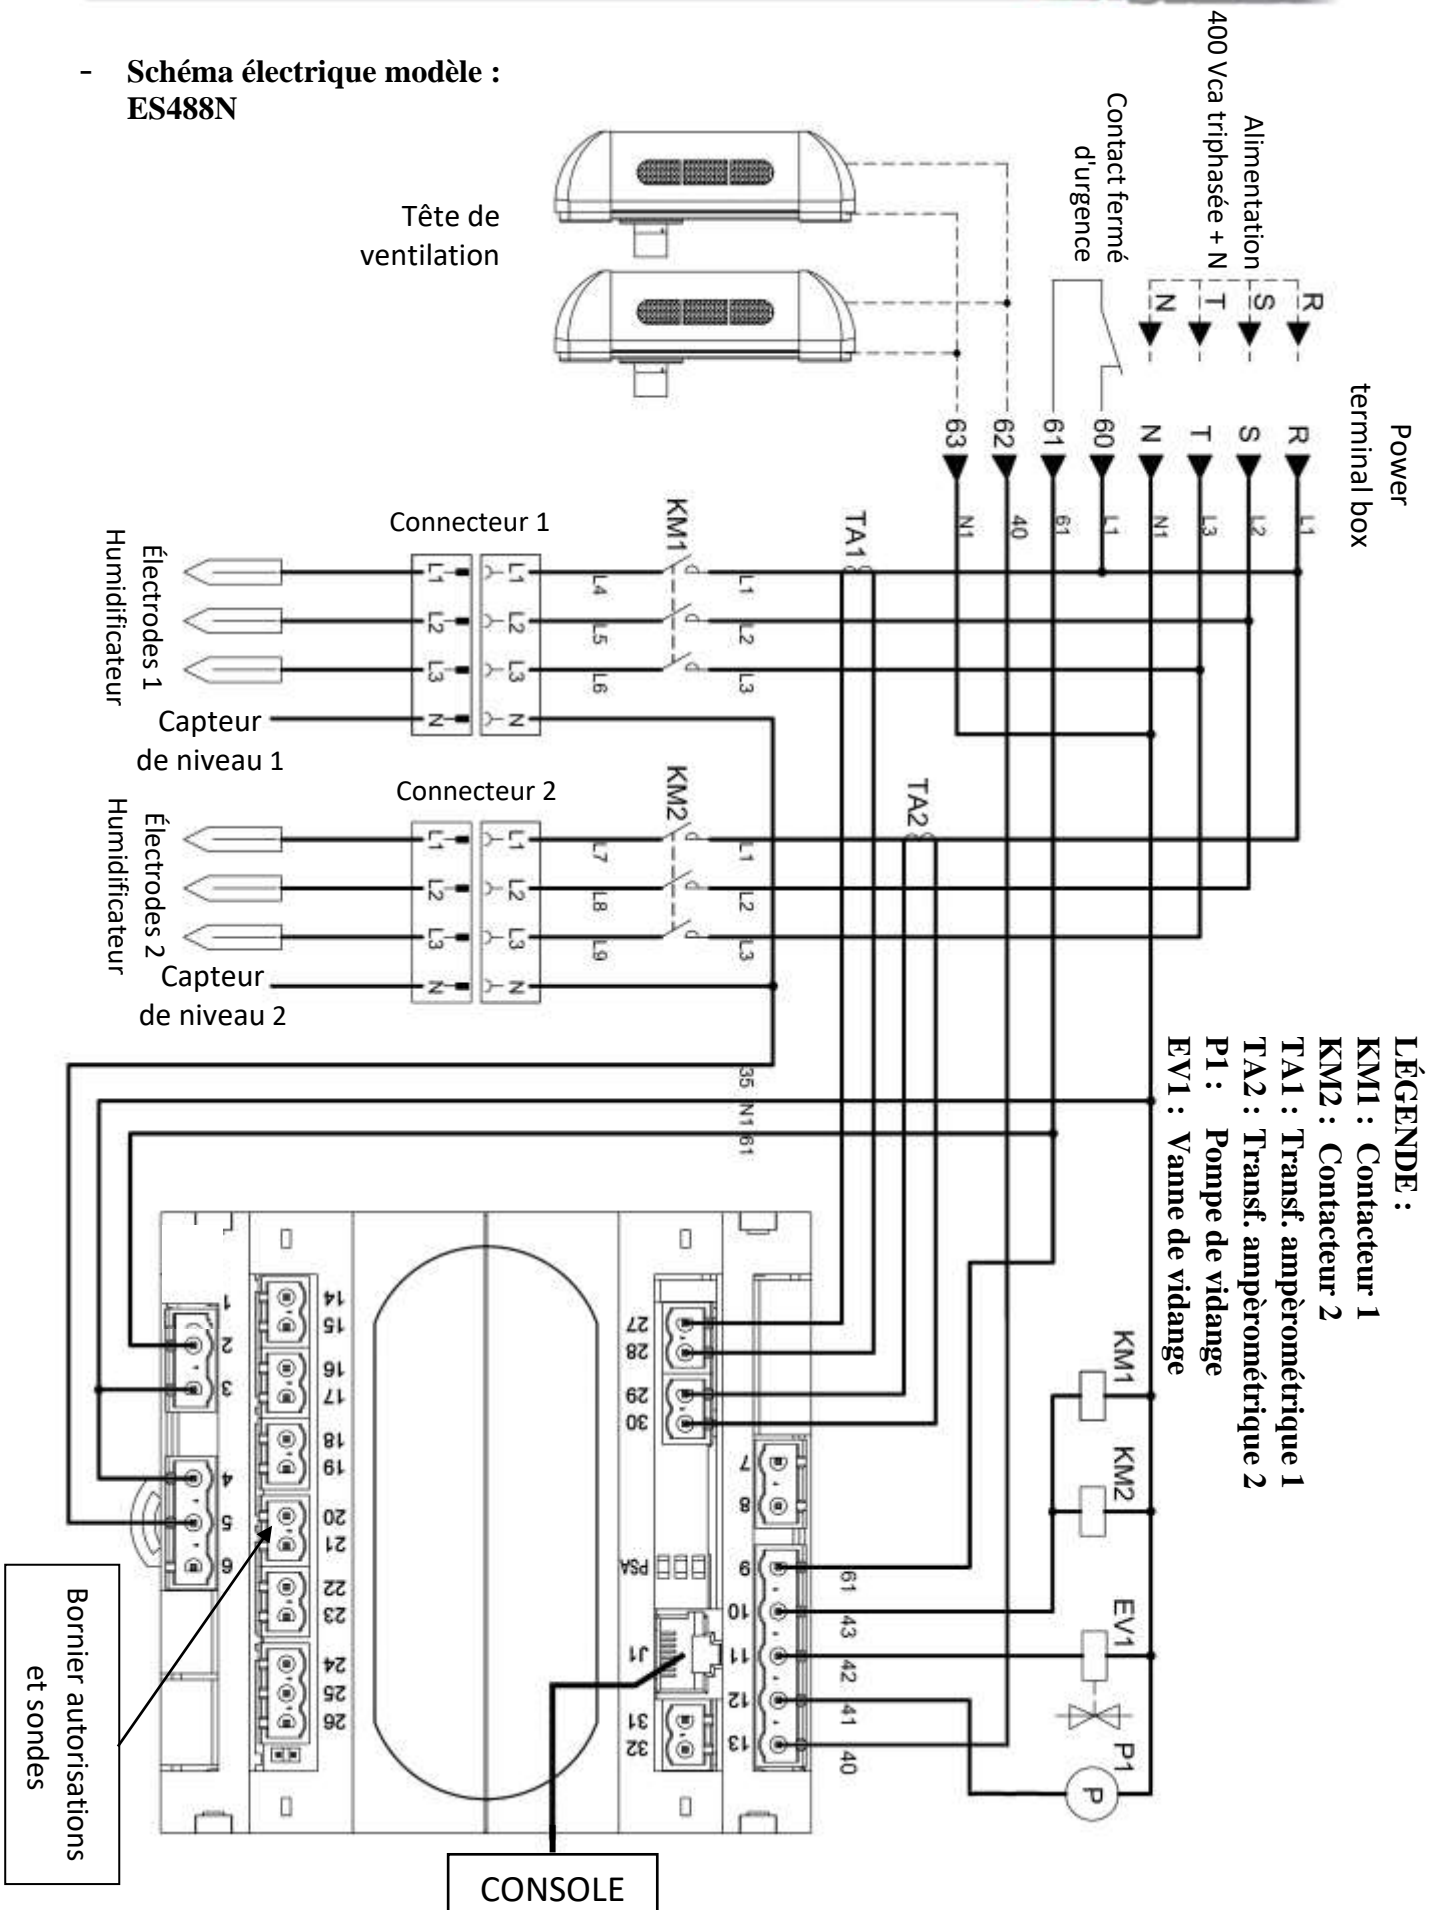 - Schéma électrique modèle :
ES488N
Tête de
ventilation
400 Vca triphasée + N
Alimentation
Contact fermé
d'urgence
N
T
S
R
Power
terminal box
63
62
61
60
N
T
S
R
N1
40
61
L1
N1
L3
L2
L1
Connecteur 1
KM1
TA1
Électrodes 1
Humidificateur
L1
L1
L4
L1
L2
L2
L5
L2
L3
L3
L6
L3
N
N
Capteur
de niveau 1
Connecteur 2
KM2
TA2
Électrodes 2
Humidificateur
L1
L1
L7
L1
L2
L2
L8
L2
L3
L3
L9
L3
N
N
Capteur
de niveau 2
35
N1
61
LÉGENDE :
KM1 : Contacteur 1
KM2 : Contacteur 2
TA1 : Transf. ampèrométrique 1
TA2 : Transf. ampèrométrique 2
P1 : Pompe de vidange
EV1 : Vanne de vidange
1
2
3
4
5
6
14
15
16
17
18
19
20
21
22
23
24
25
26
27
28
29
30
PSA
J1
31
32
7
8
9
10
11
12
13
61
43
42
41
40
KM1
KM2
EV1
P1
P
Bornier autorisations
et sondes
CONSOLE